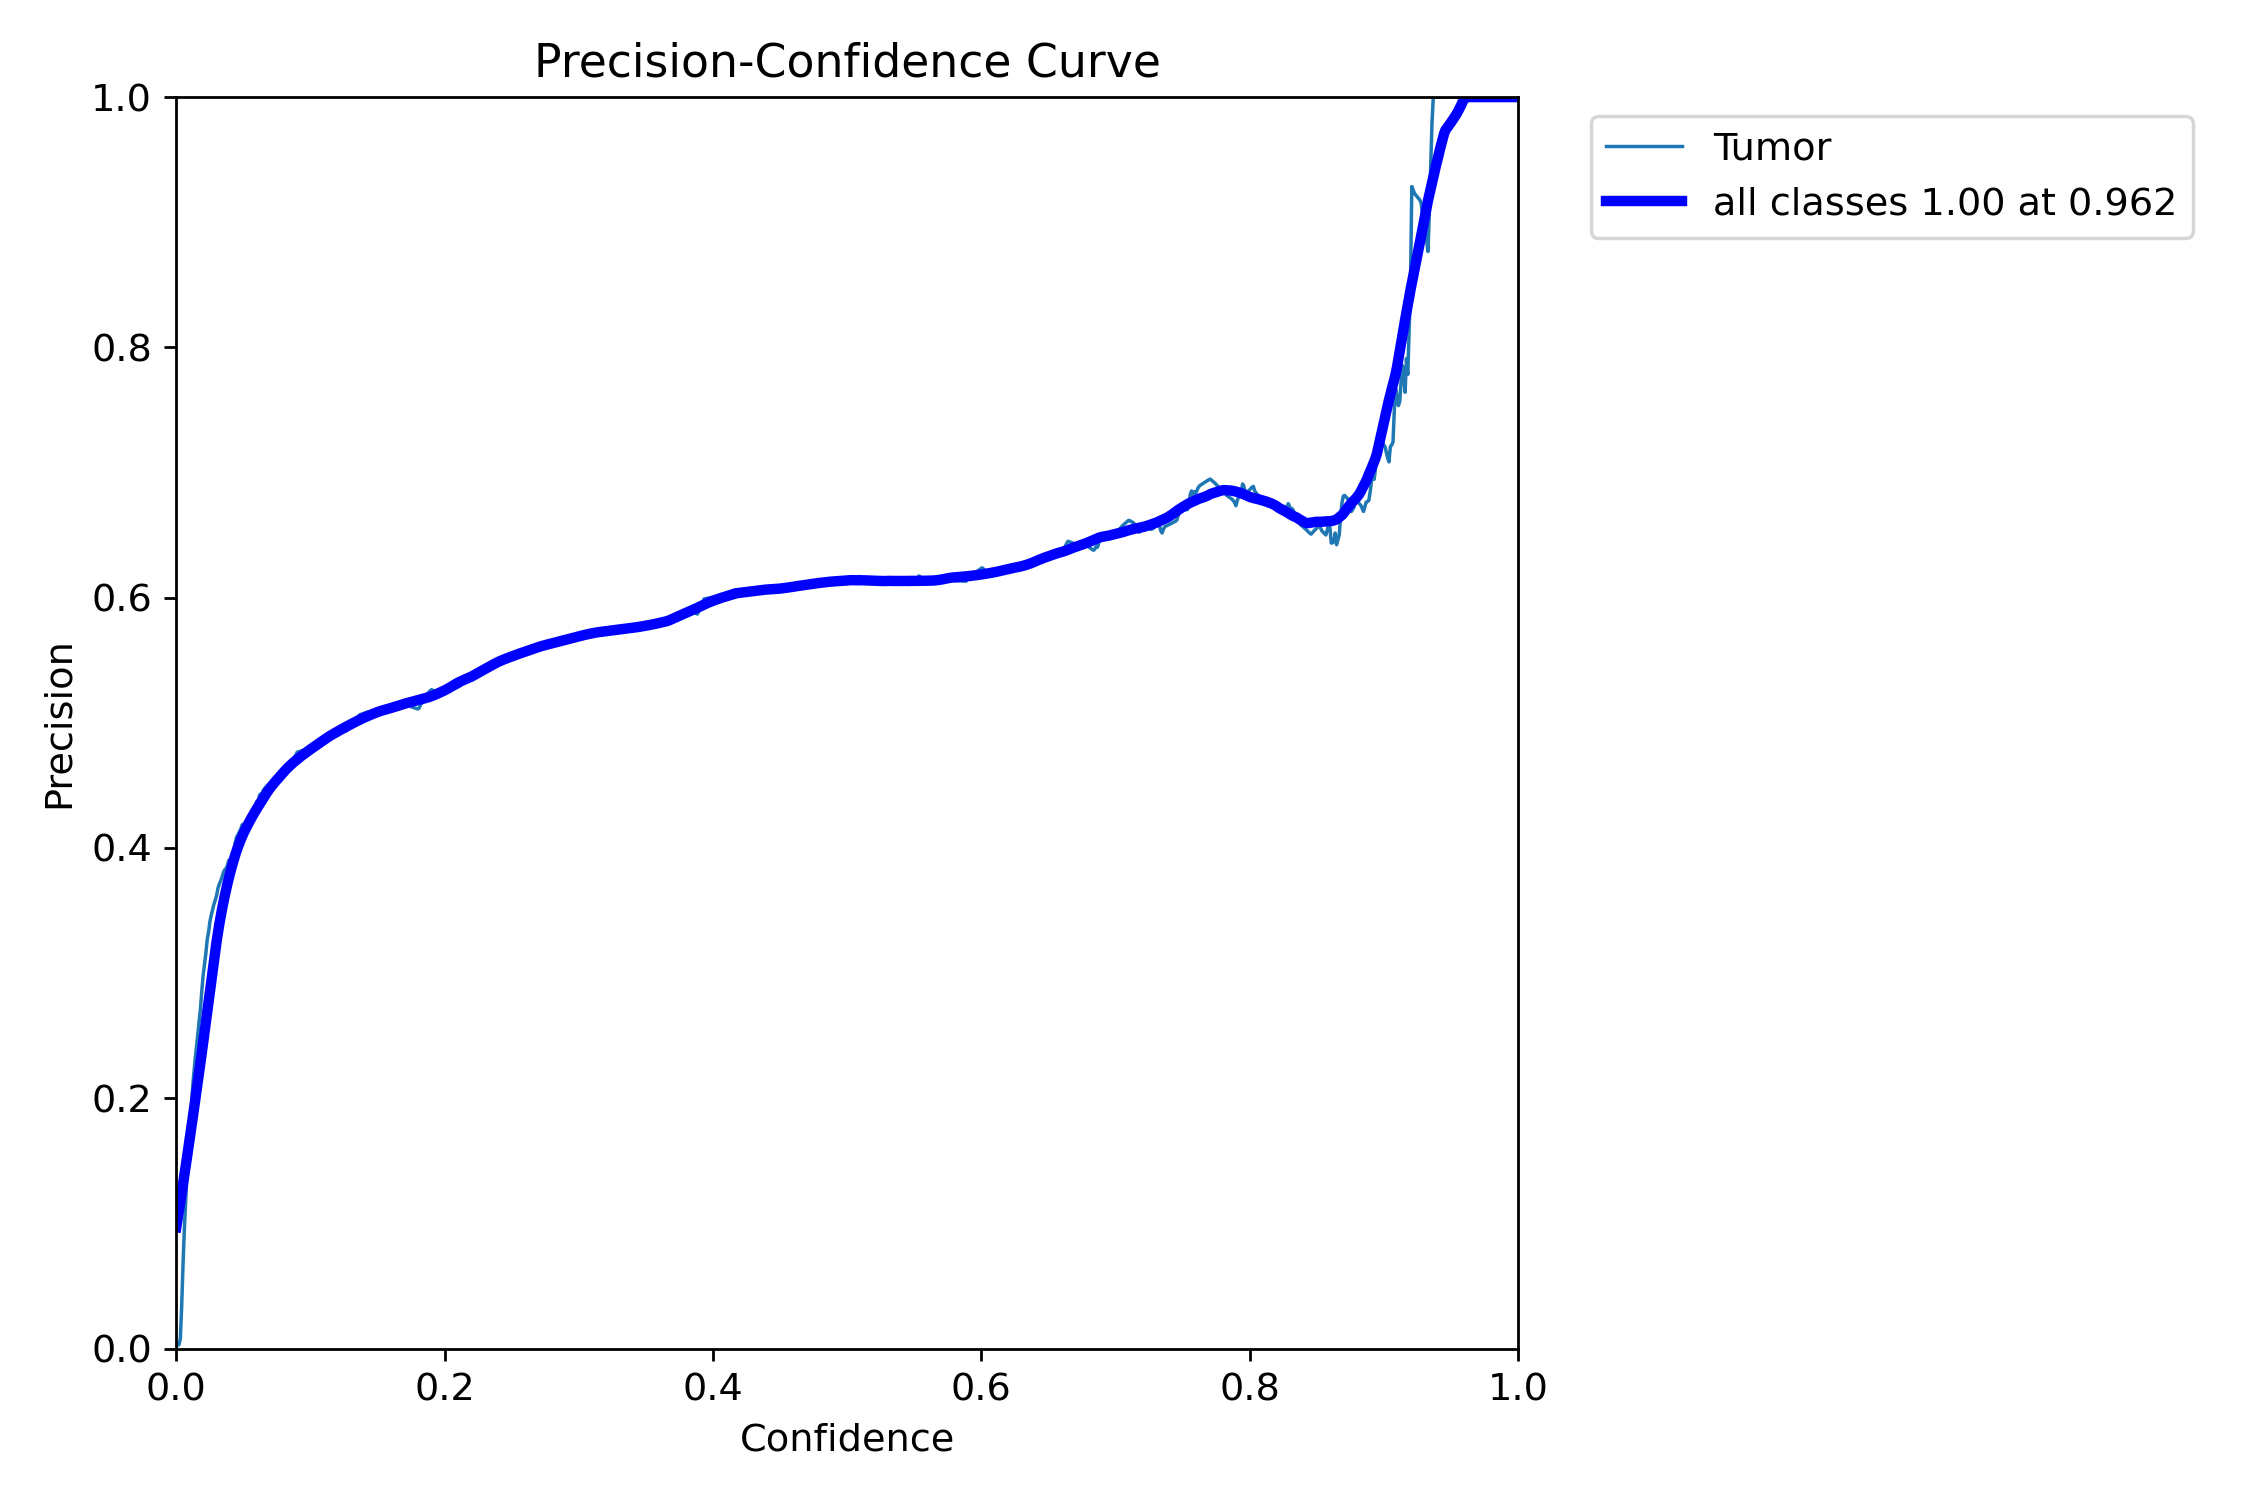 Precision-Confidence Curve
1.0
0.8
0.6
0.4
0.2
0.0
Precision
0.0 0.2 0.4 0.6 0.8 1.0
Confidence
Tumor
all classes 1.00 at 0.962